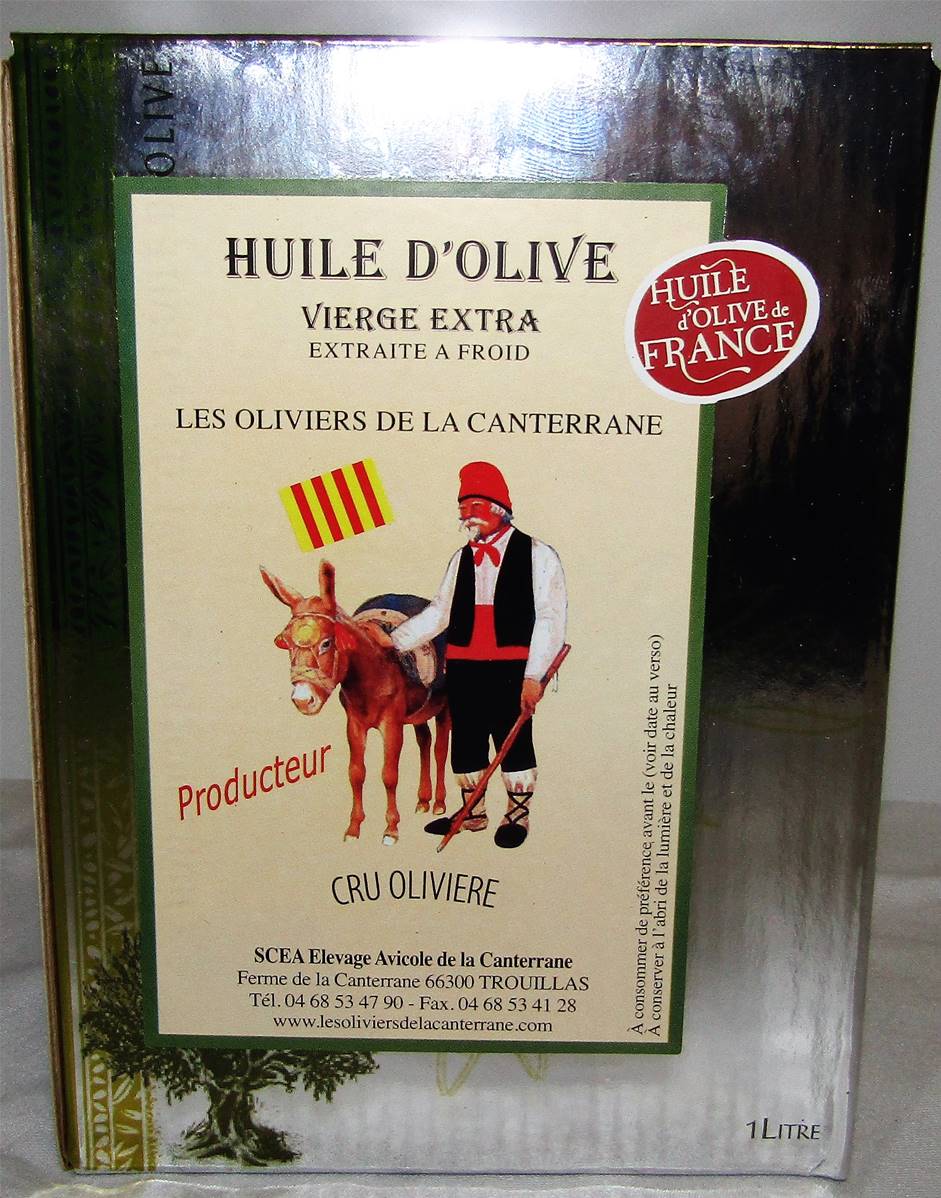 OLIVE
HUILE D'OLIVE
VIERGE EXTRA
EXTRAITE A FROID
HUILE
d'OLIVE de
FRANCE
LES OLIVIERS DE LA CANTERRANE
Producteur
CRU OLIVIERE
SCEA Elevage Avicole de la Canterrane
Ferme de la Canterrane 66300 TROUILLAS
Tél. 04 68 53 47 90 - Fax. 04 68 53 41 28
www.lesoliviersdelacanterrane.com
À consommer de préférence avant le (voir date au verso)
À conserver à l'abri de la lumière et de la chaleur
1 LITRE